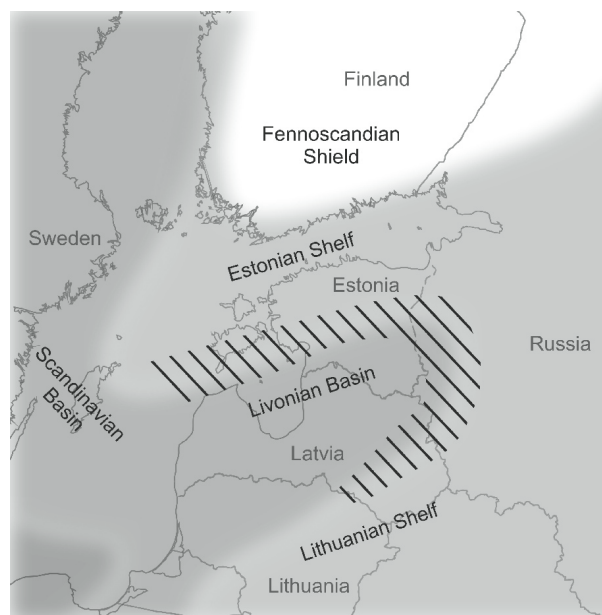 Finland
Fennoscandian
Shield
Sweden
Estonian Shelf
Estonia
Russia
Scandinavian
Basin
Livonian Basin
Latvia
Lithuanian Shelf
Lithuania